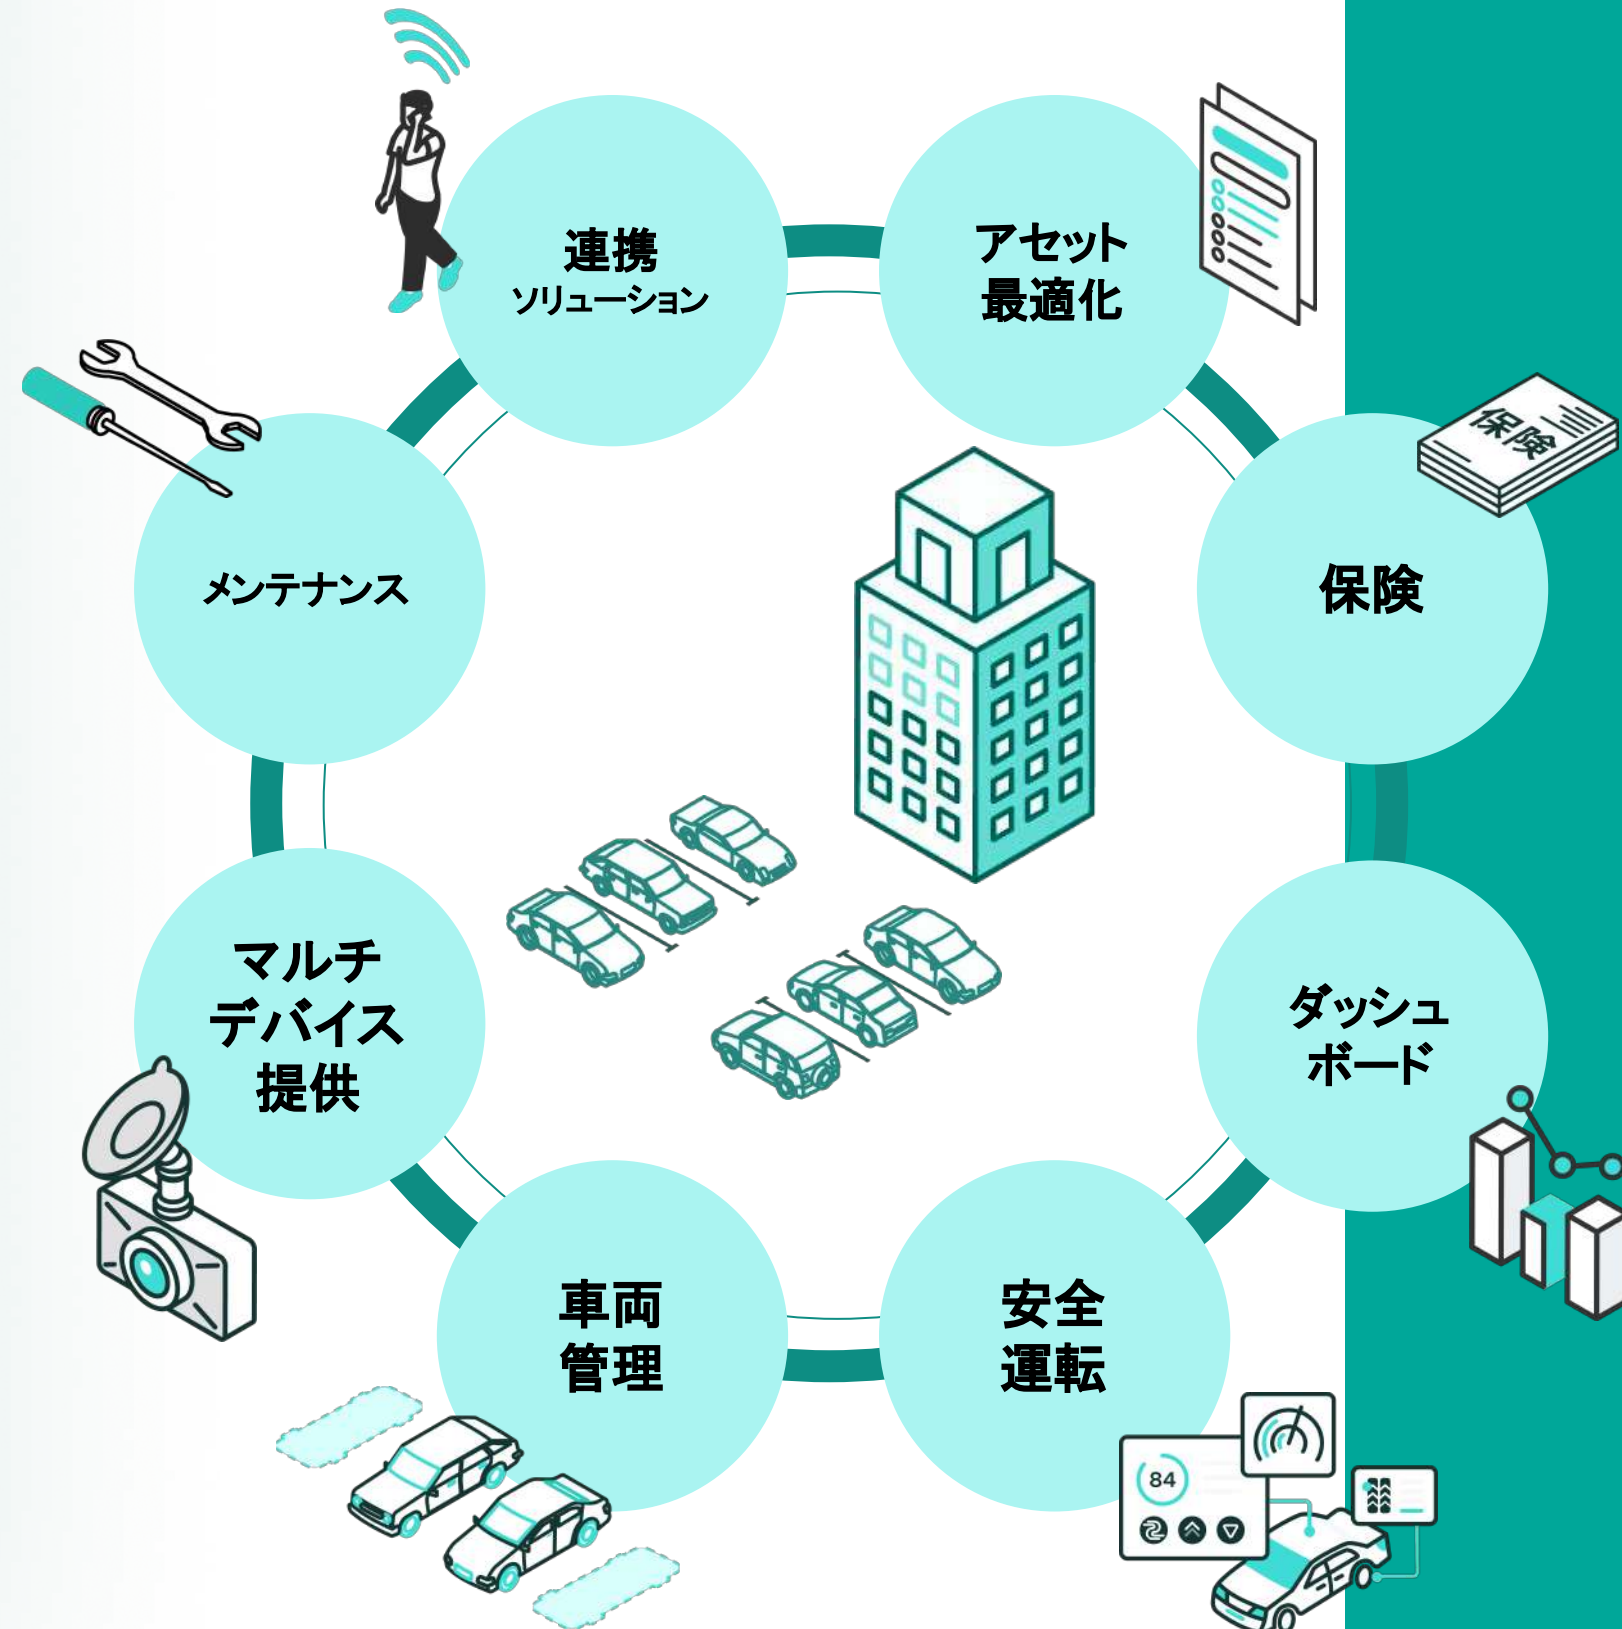 連携
ソリューション
アセット
最適化
保険
保険
メンテナンス
マルチ
デバイス
提供
ダッシュ
ボード
車両
管理
安全
運転
84